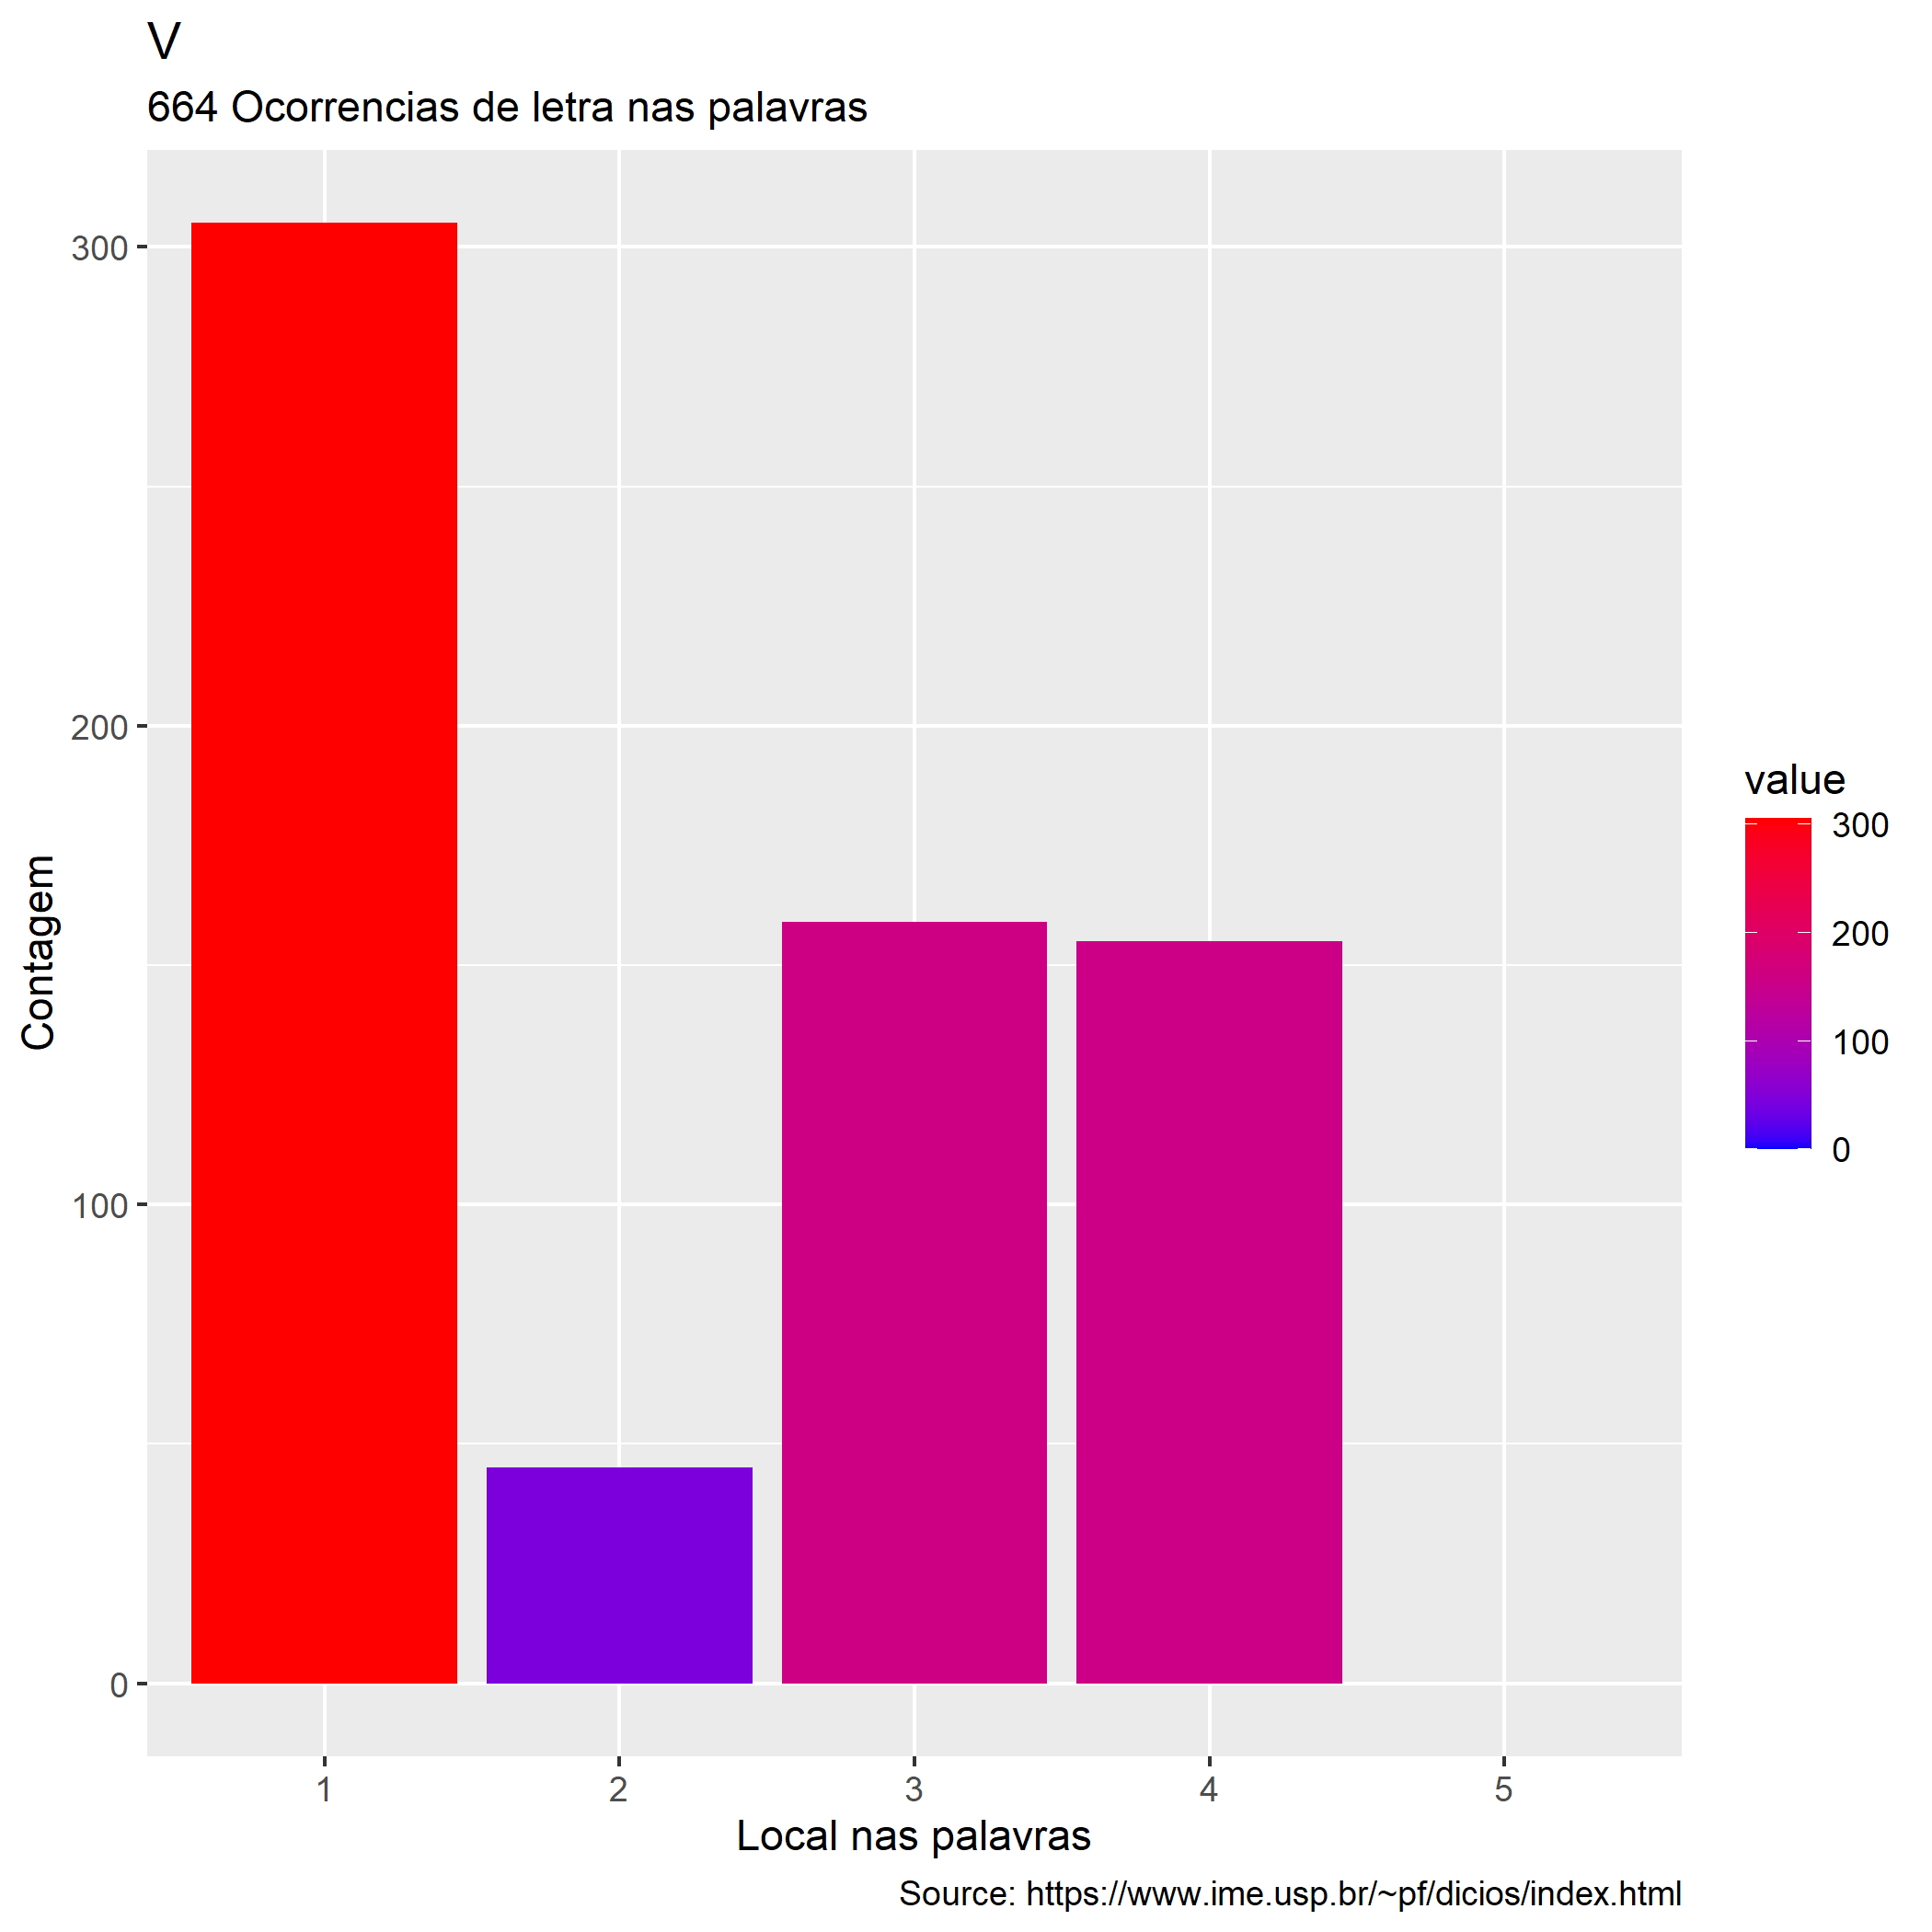 V
664 Ocorrencias de letra nas palavras
300
200
100
0
Contagem
1 2 3 4 5
Local nas palavras
value
300
200
100
0
Source: https://www.ime.usp.br/~pf/dicios/index.html